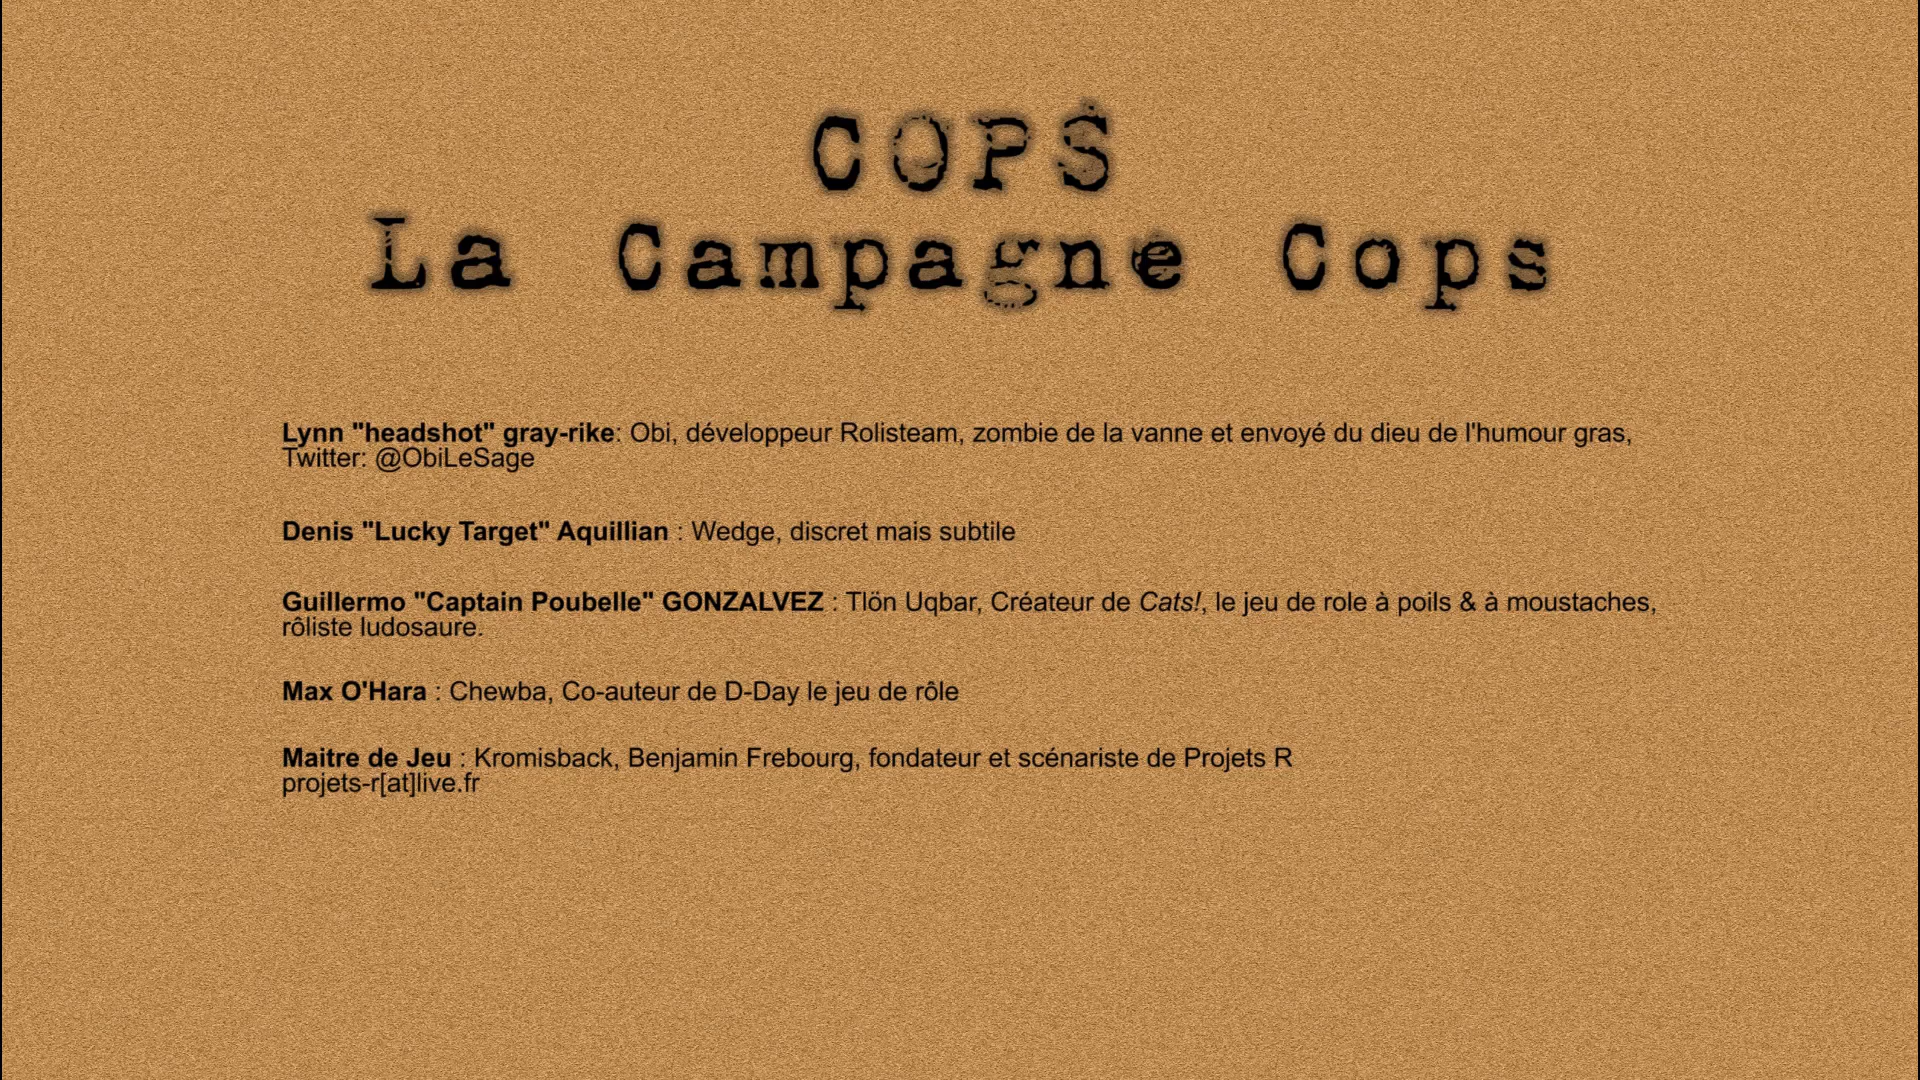 COPS
La Campagne Cops
Lynn "headshot" gray-rike: Obi, développeur Rolisteam, zombie de la vanne et envoyé du dieu de l'humour gras,
Twitter: @ObiLeSage
Denis "Lucky Target" Aquillian : Wedge, discret mais subtile
Guillermo "Captain Poubelle" GONZALVEZ : Tlön Uqbar, Créateur de Cats!, le jeu de role à poils & à moustaches,
rôliste ludosaure.
Max O'Hara : Chewba, Co-auteur de D-Day le jeu de rôle
Maitre de Jeu : Kromisback, Benjamin Frebourg, fondateur et scénariste de Projets R
projets-r[at]live.fr